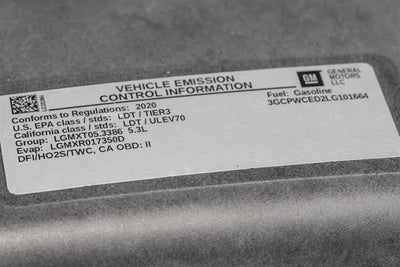 VEHICLE EMISSION
CONTROL INFORMATION
GM
GENERAL
MOTORS
LLC
Conforms to Regulations: 2020
Fuel: Gasoline
U.S. EPA class / stds: LDT / TIER3
3GCPWCED2LG101664
California class / stds: LDT / ULEV70
Group: LGMXT05.3386 5.3L
Evap: LGMXR017350D
DFI/HO2S/TWC, CA OBD: II